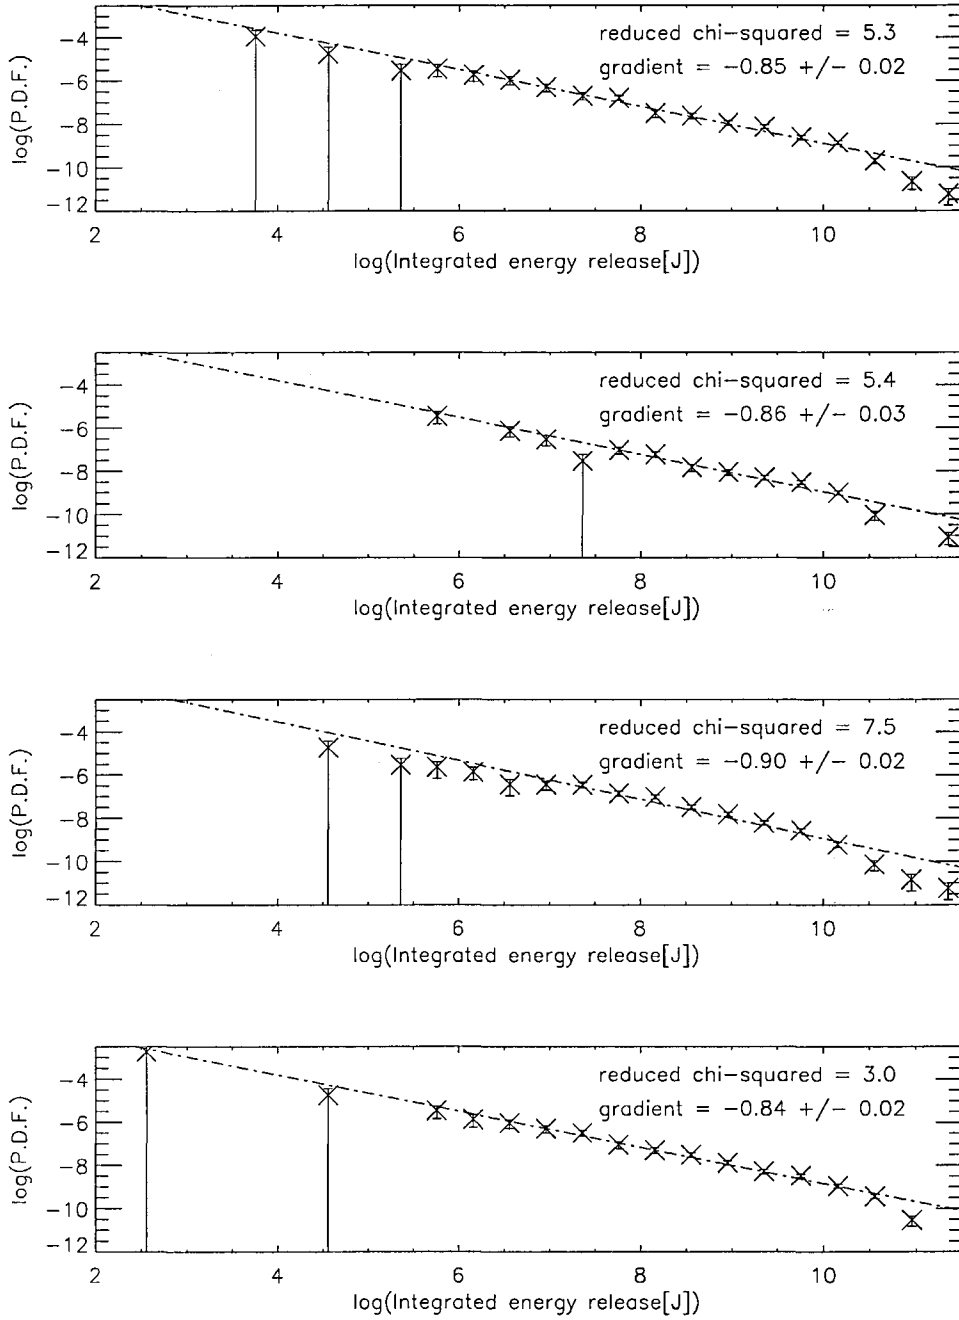 reduced chi-squared = 5.3
gradient = -0.85 +/- 0.02
log(P.D.F.)
-4
-6
-8
-10
-12
2 4 6 8 10
log(Integrated energy release[J])
reduced chi-squared = 5.4
gradient = -0.86 +/- 0.03
log(P.D.F.)
-4
-6
-8
-10
-12
2 4 6 8 10
log(Integrated energy release[J])
reduced chi-squared = 7.5
gradient = -0.90 +/- 0.02
log(P.D.F.)
-4
-6
-8
-10
-12
2 4 6 8 10
log(Integrated energy release[J])
reduced chi-squared = 3.0
gradient = -0.84 +/- 0.02
log(P.D.F.)
-4
-6
-8
-10
-12
2 4 6 8 10
log(Integrated energy release[J])